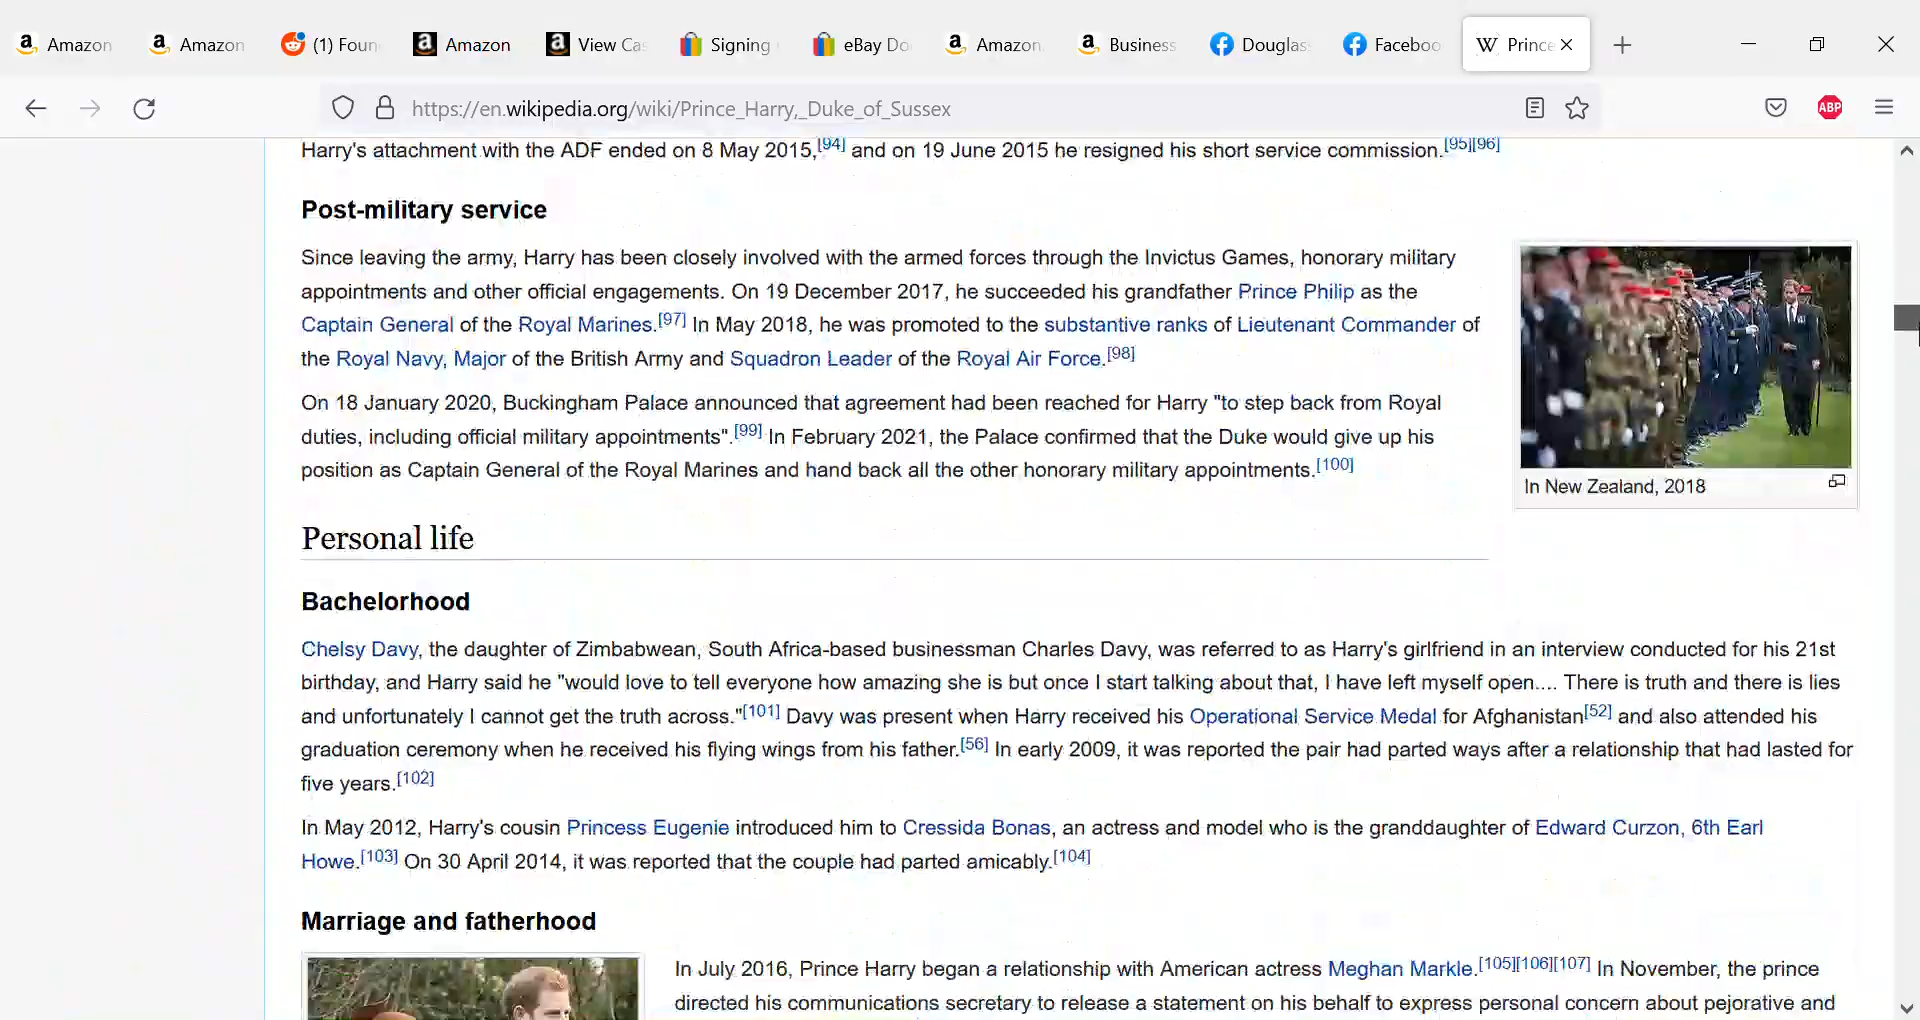 Amazon
Amazon
(1) Foun
Amazon
View Ca
Signing
eBay Do
Amazon
Business
Douglas
Faceboo
Prince
https://en.wikipedia.org/wiki/Prince_Harry,_Duke_of_Sussex
ABP
Harry's attachment with the ADF ended on 8 May 2015,[94] and on 19 June 2015 he resigned his short service commission.[95][96]
Post-military service
Since leaving the army, Harry has been closely involved with the armed forces through the Invictus Games, honorary military
appointments and other official engagements. On 19 December 2017, he succeeded his grandfather Prince Philip as the
Captain General of the Royal Marines.[97] In May 2018, he was promoted to the substantive ranks of Lieutenant Commander of
the Royal Navy, Major of the British Army and Squadron Leader of the Royal Air Force.[98]
On 18 January 2020, Buckingham Palace announced that agreement had been reached for Harry "to step back from Royal
duties, including official military appointments".[99] In February 2021, the Palace confirmed that the Duke would give up his
position as Captain General of the Royal Marines and hand back all the other honorary military appointments.[100]
In New Zealand, 2018
Personal life
Bachelorhood
Chelsy Davy, the daughter of Zimbabwean, South Africa-based businessman Charles Davy, was referred to as Harry's girlfriend in an interview conducted for his 21st
birthday, and Harry said he "would love to tell everyone how amazing she is but once I start talking about that, I have left myself open.... There is truth and there is lies
and unfortunately I cannot get the truth across."[101] Davy was present when Harry received his Operational Service Medal for Afghanistan[52] and also attended his
graduation ceremony when he received his flying wings from his father.[56] In early 2009, it was reported the pair had parted ways after a relationship that had lasted for
five years.[102]
In May 2012, Harry's cousin Princess Eugenie introduced him to Cressida Bonas, an actress and model who is the granddaughter of Edward Curzon, 6th Earl
Howe.[103] On 30 April 2014, it was reported that the couple had parted amicably.[104]
Marriage and fatherhood
In July 2016, Prince Harry began a relationship with American actress Meghan Markle.[105][106][107] In November, the prince
directed his communications secretary to release a statement on his behalf to express personal concern about pejorative and